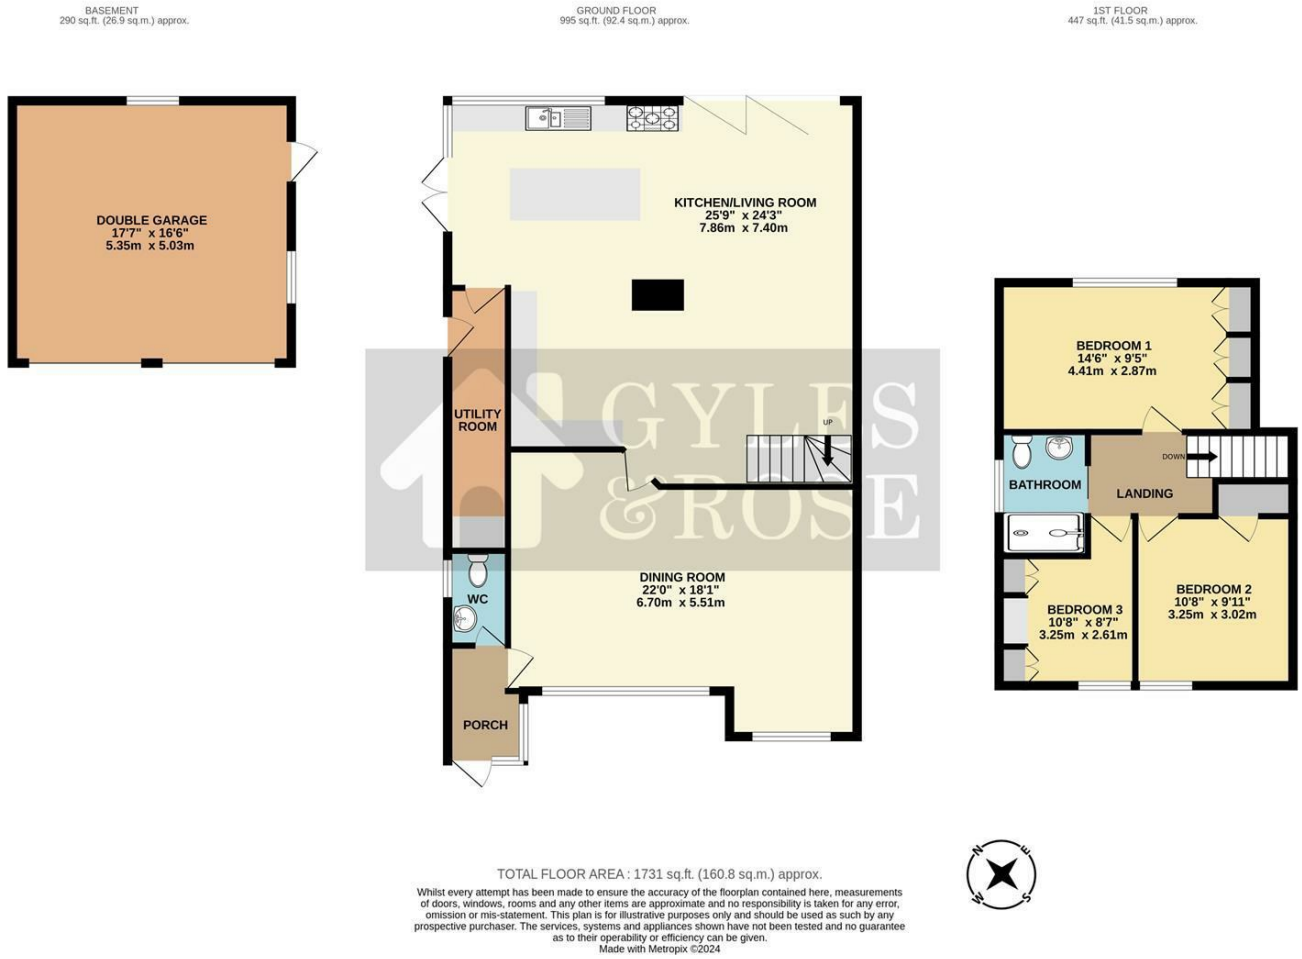 BASEMENT
290 sq.ft. (26.9 sq.m.) approx.
GROUND FLOOR
995 sq.ft. (92.4 sq.m.) approx.
1ST FLOOR
447 sq.ft. (41.5 sq.m.) approx.
DOUBLE GARAGE
17'7" x 16'6"
5.35m x 5.03m
KITCHEN/LIVING ROOM
25'9" x 24'3"
7.86m x 7.40m
UTILITY
ROOM
UP
GYLES
&ROSE
DINING ROOM
22'0" x 18'1"
6.70m x 5.51m
WC
PORCH
BEDROOM 1
14'6" x 9'5"
4.41m x 2.87m
DOWN
BATHROOM
LANDING
BEDROOM 2
10'8" x 9'11"
3.25m x 3.02m
BEDROOM 3
10'8" x 8'7"
3.25m x 2.61m
N
E
W
S
TOTAL FLOOR AREA : 1731 sq.ft. (160.8 sq.m.) approx.
Whilst every attempt has been made to ensure the accuracy of the floorplan contained here, measurements
of doors, windows, rooms and any other items are approximate and no responsibility is taken for any error,
omission or mis-statement. This plan is for illustrative purposes only and should be used as such by any
prospective purchaser. The services, systems and appliances shown have not been tested and no guarantee
as to their operability or efficiency can be given.
Made with Metropix ©2024